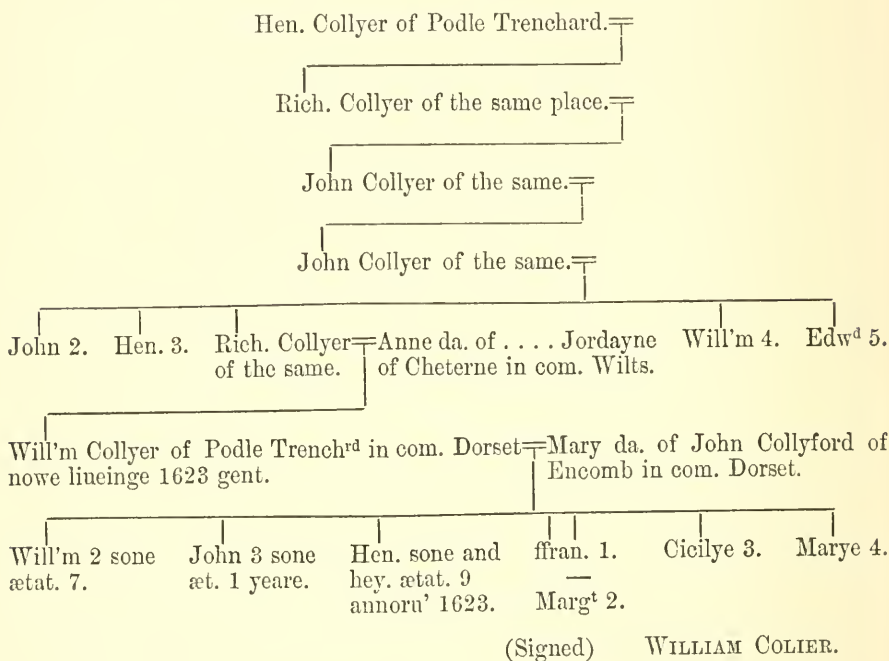 Hen. Collyer of Podle Trenchard.
Rich. Collyer of the same place.
John Collyer of the same.
John Collyer of the same.
John 2. Hen. 3. Rich. Collyer Anne da. of . . . . Jordayne Will'm 4. Edwᵈ 5.
of the same. of Cheterne in com. Wilts.
Will'm Collyer of Podle Trenchʳᵈ in com. Dorset Mary da. of John Collyford of
nowe liueinge 1623 gent. Encomb in com. Dorset.
Will'm 2 sone John 3 sone Hen. sone and ffran. 1. Cicilye 3. Marye 4.
ætat. 7. æt. 1 yeare. hey. ætat. 9 —
annoru' 1623. Margᵗ 2.
(Signed) WILLIAM COLIER.